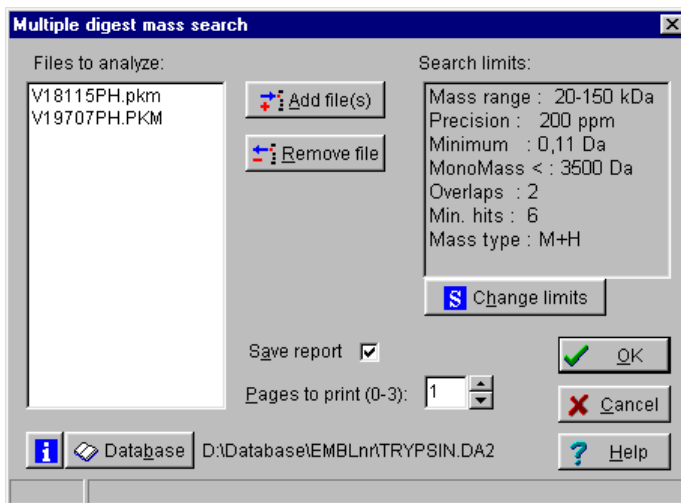 Multiple digest mass search
Files to analyze:
V18115PH.pkm
V19707PH.PKM
Add file(s)
Remove file
Search limits:
Mass range : 20-150 kDa
Precision : 200 ppm
Minimum : 0,11 Da
MonoMass < : 3500 Da
Overlaps : 2
Min. hits : 6
Mass type : M+H
S Change limits
Save report
Pages to print (0-3): 1
OK
Cancel
Help
i Database D:\Database\EMBLnr\TRYPSIN.DA2